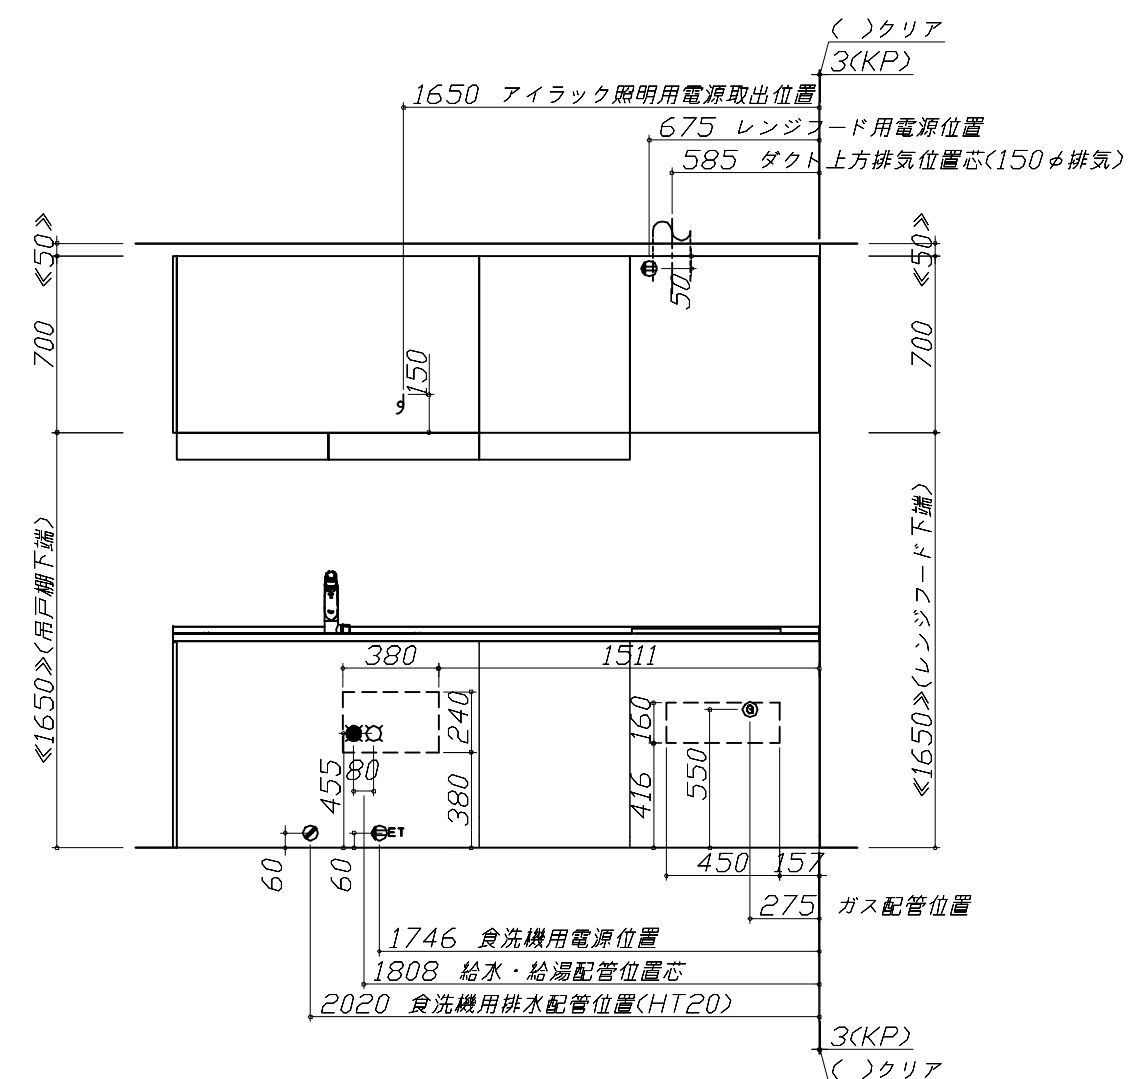 ( )クリア
3(KP)
1650 アイラック照明用電源取出位置
675 レンジフード用電源位置
585 ダクト上方排気位置芯(150φ排気)
≪50≫
≪50≫
50
700
700
150
≪1650≫(吊戸棚下端)
≪1650≫(レンジフード下端)
380
1511
240
160
G
455
80
380
416
550
ET
60
60
450
157
275 ガス配管位置
1746 食洗機用電源位置
1808 給水・給湯配管位置芯
2020 食洗機用排水配管位置(HT20)
3(KP)
( )クリア